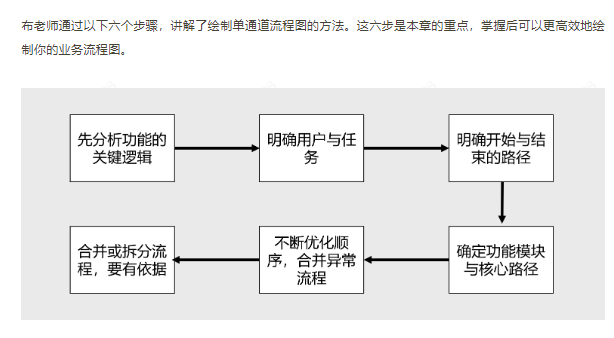 布老师通过以下六个步骤，讲解了绘制单通道流程图的方法。这六步是本章的重点，掌握后可以更高效地绘
制你的业务流程图。
先分析功能的
关键逻辑
明确用户与任
务
明确开始与结
束的路径
确定功能模块
与核心路径
不断优化顺
序，合并异常
流程
合并或拆分流
程，要有依据